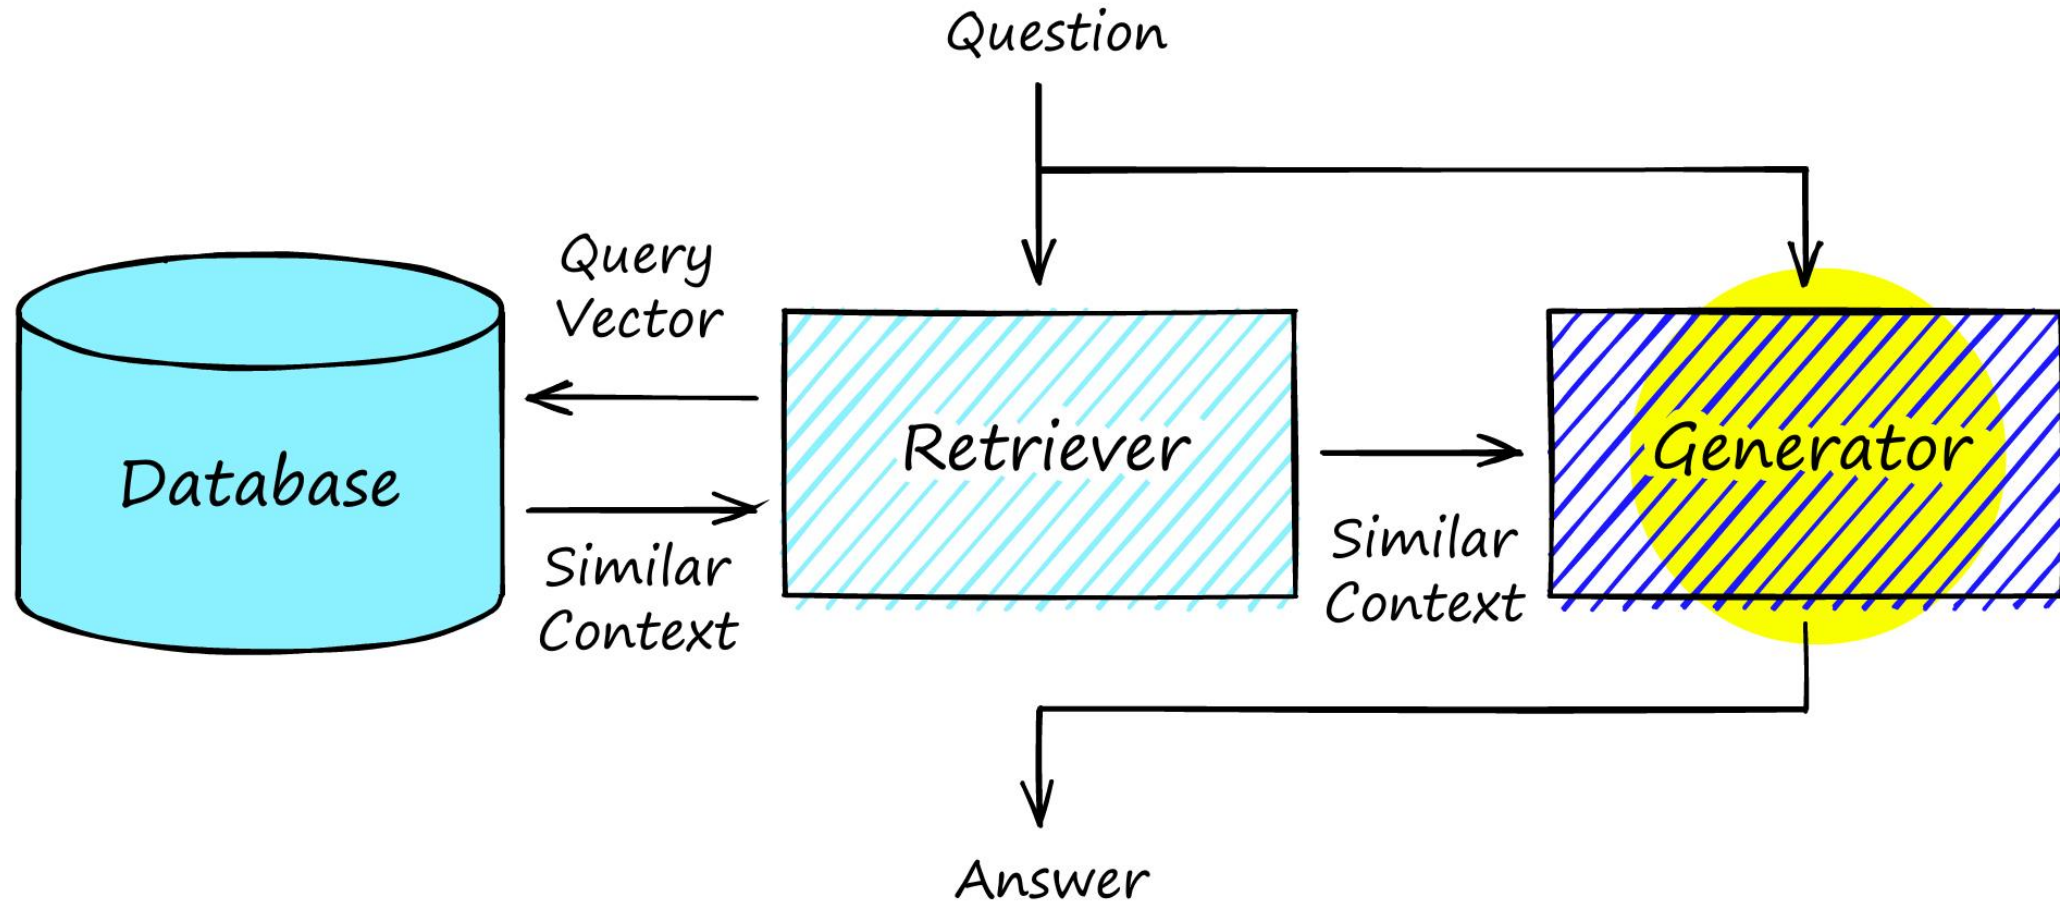 Question
Query
Vector
Database
Retriever
Generator
Similar
Context
Similar
Context
Answer